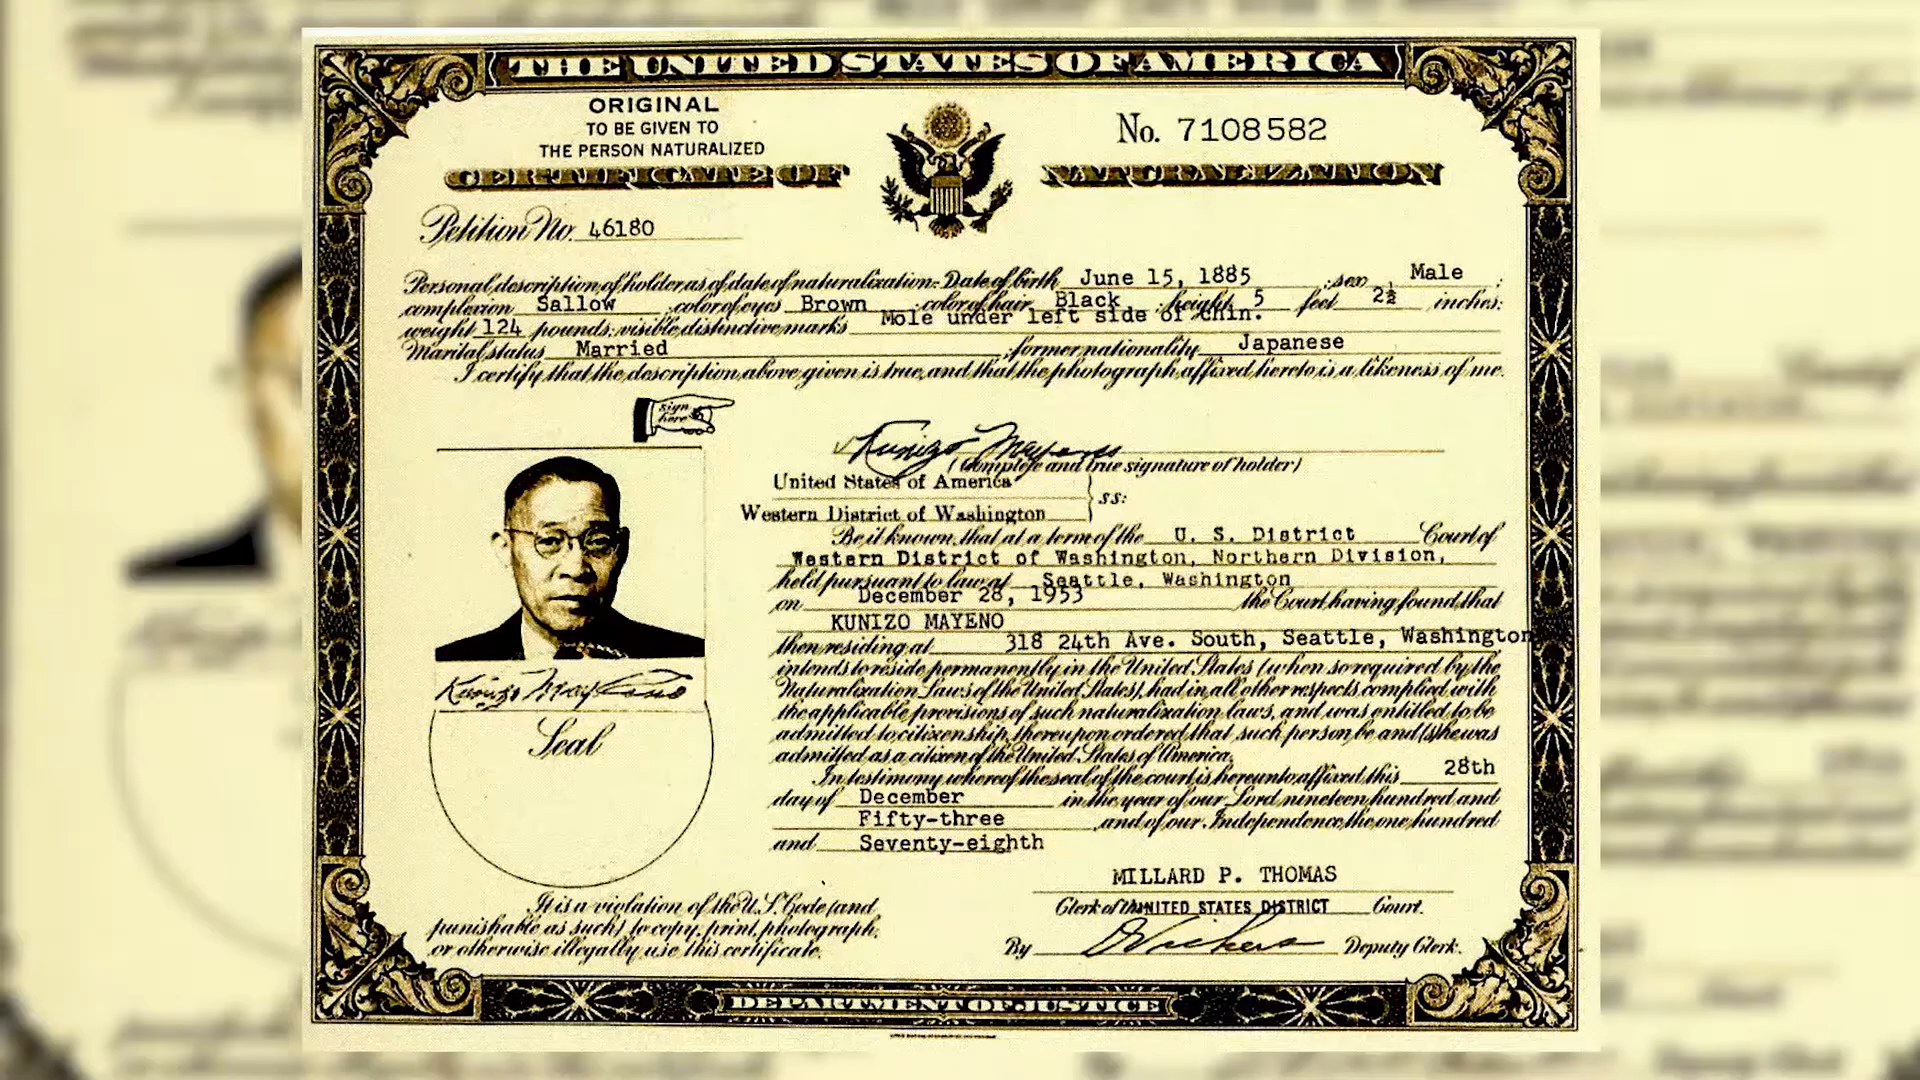 THE UNITED STATES OF AMERICA
ORIGINAL
TO BE GIVEN TO
THE PERSON NATURALIZED
No. 7108582
CERTIFICATE OF NATURALIZATION
Petition No. 46180
Personal description of holder as of date of naturalization: Date of birth June 15, 1885 ; sex Male ;
complexion Sallow ; color of eyes Brown ; color of hair Black ; height 5 feet 2½ inches;
weight 124 pounds; visible distinctive marks Mole under left side of chin.
Marital status Married ; former nationality Japanese
I certify that the description above given is true, and that the photograph affixed hereto is a likeness of me.
sign here
Kunizo Mayeno
(Complete and true signature of holder)
United States of America
Western District of Washington } ss:
Be it known, that at a term of the U. S. District Court of
Western District of Washington, Northern Division,
held pursuant to law at Seattle, Washington
on December 28, 1953 the Court having found that
KUNIZO MAYENO
then residing at 318 24th Ave. South, Seattle, Washington
intends to reside permanently in the United States (when so required by the
Naturalization Laws of the United States), had in all other respects complied with
the applicable provisions of such naturalization laws, and was entitled to be
admitted to citizenship, thereupon ordered that such person be and (s)he was
admitted as a citizen of the United States of America.
In testimony whereof the seal of the court is hereunto affixed this 28th
day of December in the year of our Lord nineteen hundred and
Fifty-three and of our Independence the one hundred
and Seventy-eighth
Kunizo Mayeno
Seal
MILLARD P. THOMAS
Clerk of the UNITED STATES DISTRICT Court.
By Deputy Clerk.
It is a violation of the U.S. Code (and
punishable as such) to copy, print, photograph,
or otherwise illegally use this certificate.
DEPARTMENT OF JUSTICE